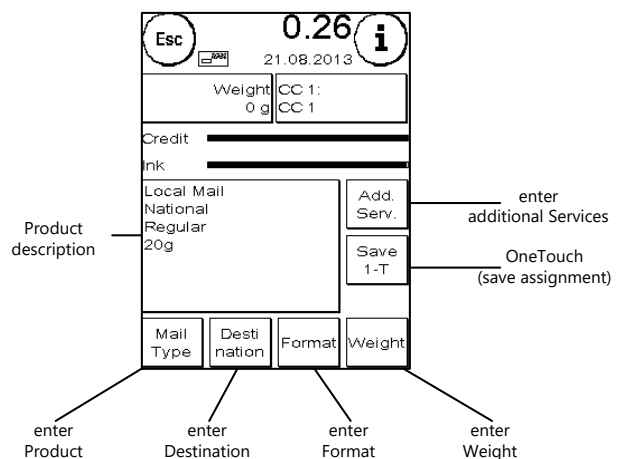 Esc
0.26
i
21.08.2013
Weight
0 g
CC 1:
CC 1
Credit
Ink
Local Mail
National
Regular
20g
Add.
Serv.
Save
1-T
Mail
Type
Desti
nation
Format
Weight
Product
description
enter
additional Services
OneTouch
(save assignment)
enter
Product
enter
Destination
enter
Format
enter
Weight